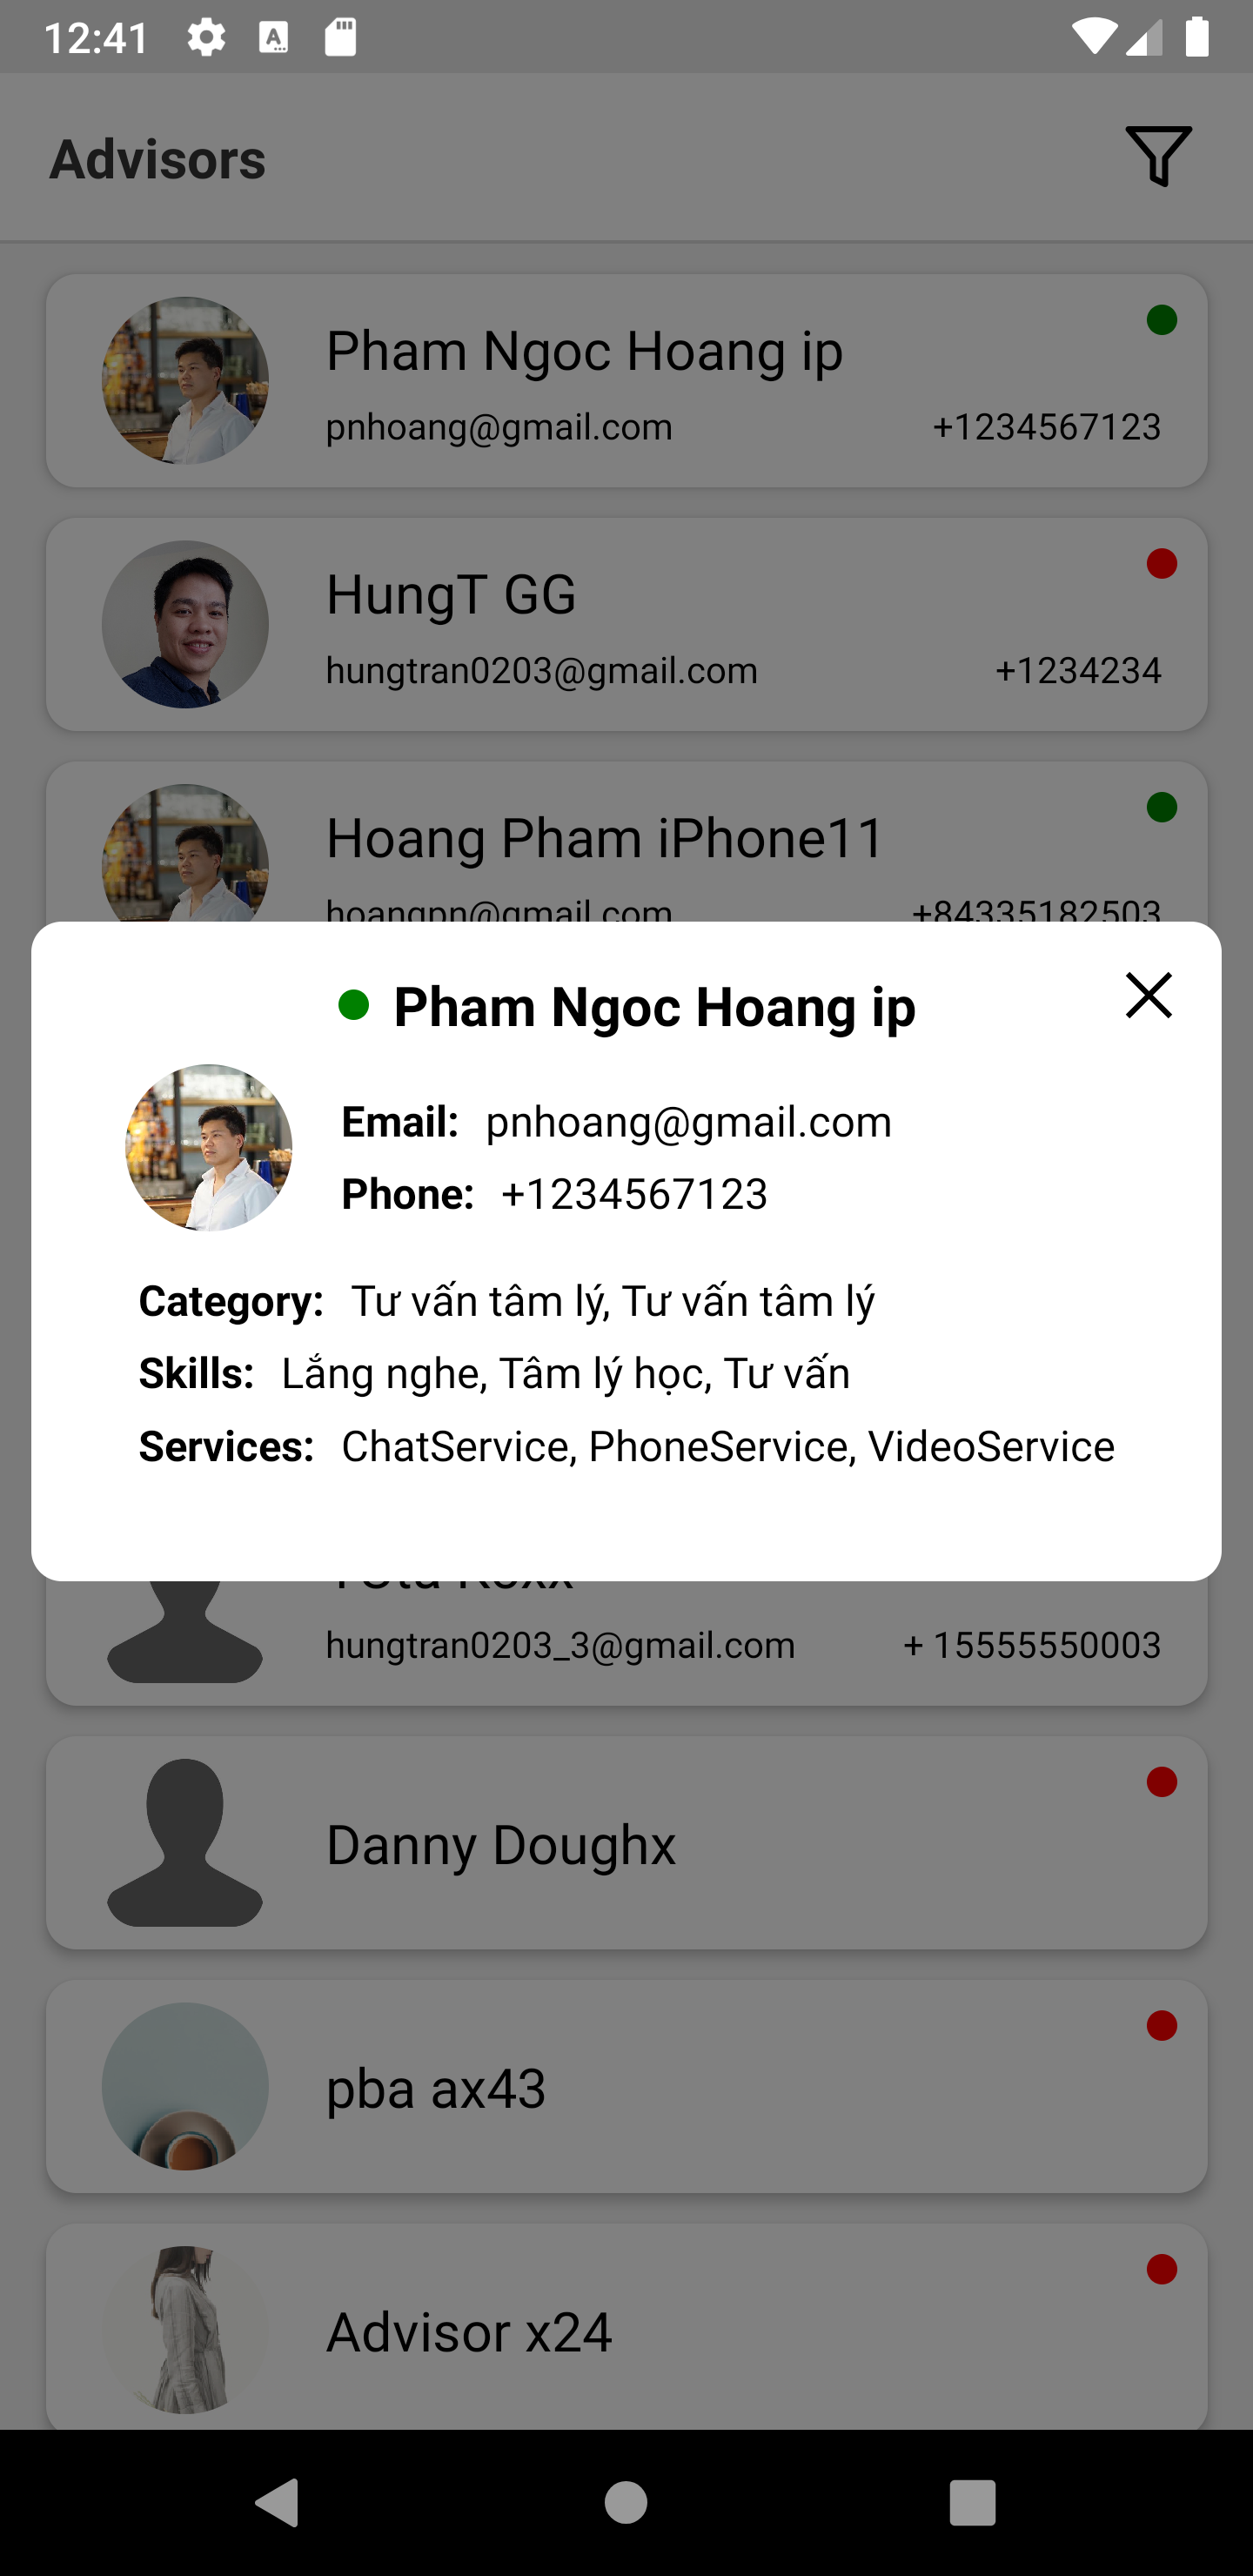 12:41
Advisors
Pham Ngoc Hoang ip
pnhoang@gmail.com +1234567123
HungT GG
hungtran0203@gmail.com +1234234
Hoang Pham iPhone11
hoangpn@gmail.com +84335182503
Pham Ngoc Hoang ip
Email: pnhoang@gmail.com
Phone: +1234567123
Category: Tư vấn tâm lý, Tư vấn tâm lý
Skills: Lắng nghe, Tâm lý học, Tư vấn
Services: ChatService, PhoneService, VideoService
hungtran0203_3@gmail.com + 15555550003
Danny Doughx
pba ax43
Advisor x24